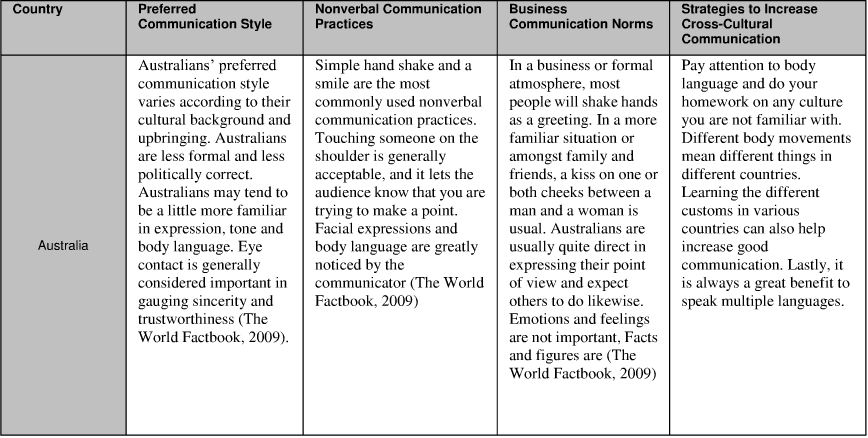 Country
Preferred
Communication Style
Nonverbal Communication
Practices
Business
Communication Norms
Strategies to Increase
Cross-Cultural
Communication
Australia
Australians’ preferred
communication style
varies according to their
cultural background and
upbringing. Australians
are less formal and less
politically correct.
Australians may tend to
be a little more familiar
in expression, tone and
body language. Eye
contact is generally
considered important in
gauging sincerity and
trustworthiness (The
World Factbook, 2009).
Simple hand shake and a
smile are the most
commonly used nonverbal
communication practices.
Touching someone on the
shoulder is generally
acceptable, and it lets the
audience know that you are
trying to make a point.
Facial expressions and
body language are greatly
noticed by the
communicator (The World
Factbook, 2009)
In a business or formal
atmosphere, most
people will shake hands
as a greeting. In a more
familiar situation or
amongst family and
friends, a kiss on one or
both cheeks between a
man and a woman is
usual. Australians are
usually quite direct in
expressing their point
of view and expect
others to do likewise.
Emotions and feelings
are not important, Facts
and figures are (The
World Factbook, 2009)
Pay attention to body
language and do your
homework on any culture
you are not familiar with.
Different body movements
mean different things in
different countries.
Learning the different
customs in various
countries can also help
increase good
communication. Lastly, it
is always a great benefit to
speak multiple languages.